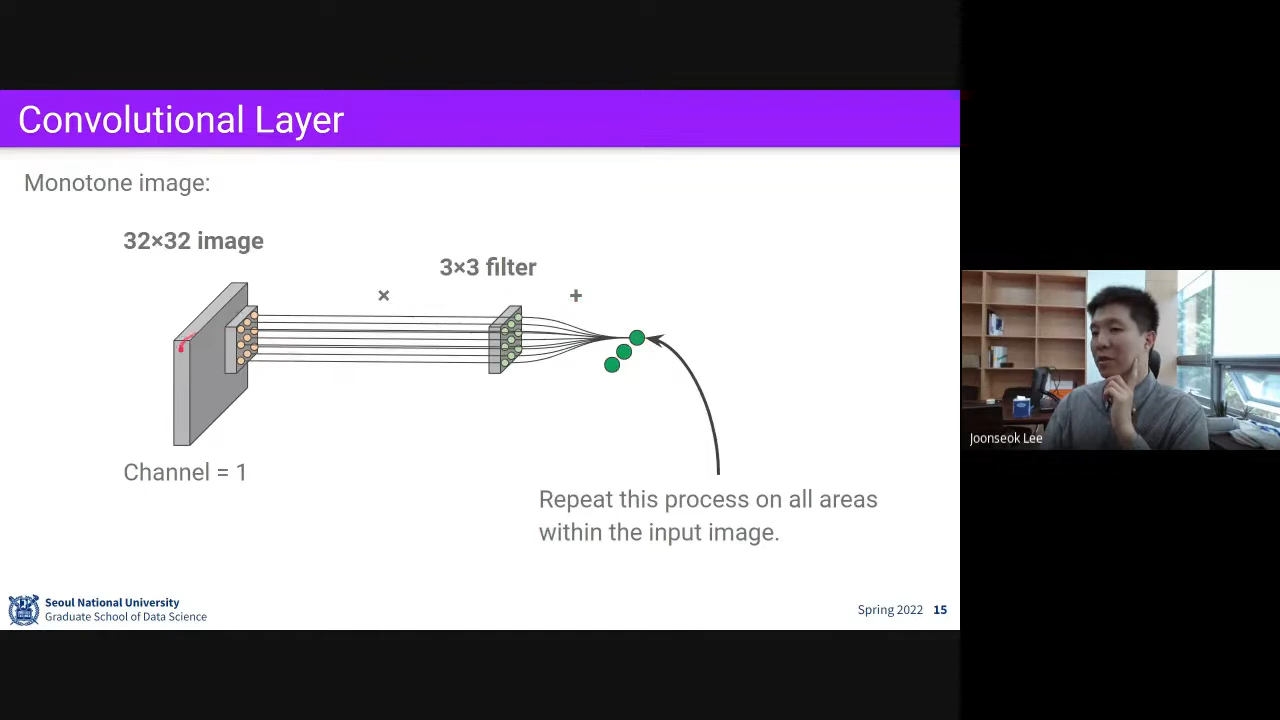 Convolutional Layer
Monotone image:
32×32 image
3×3 filter
×
+
Channel = 1
Repeat this process on all areas
within the input image.
Seoul National University
Graduate School of Data Science
Spring 2022 15
Joonseok Lee